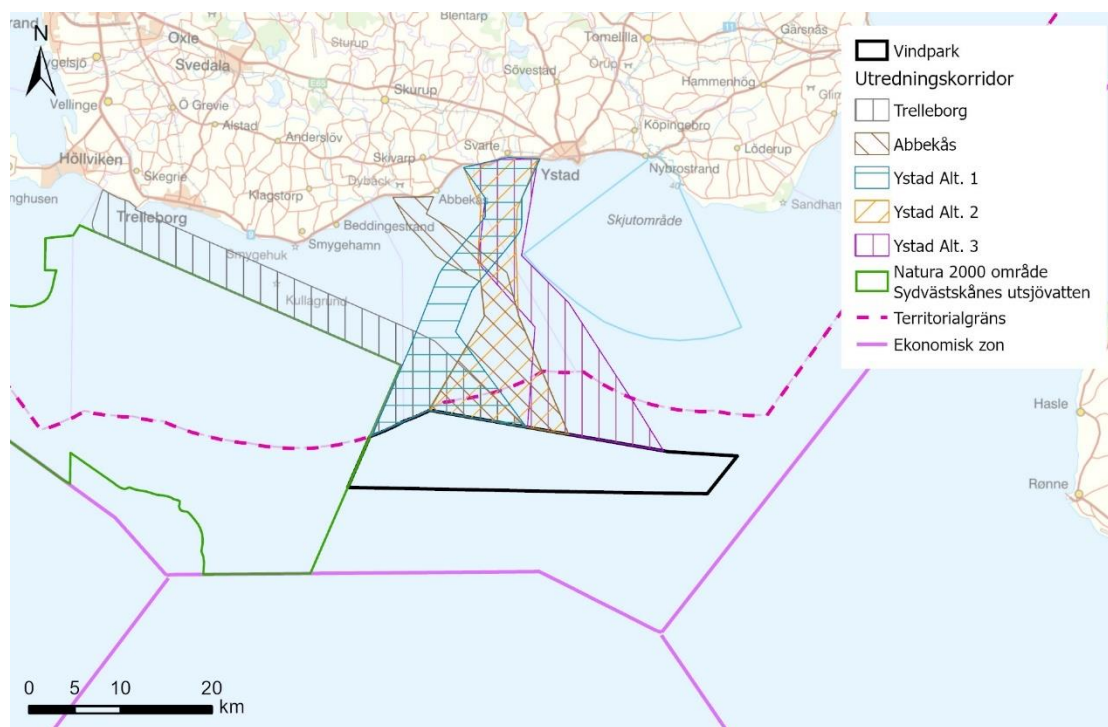 N
Blentarp
Oxie
Sturup
Tomelilla
Gärsnäs
Svedala
Sövestad
Örup
Hammenhög
Vellinge
Ö Grevie
Skurup
Alstad
Anderslöv
Köpingebro
Höllviken
Skivarp
Svarte
Löderup
Skegrie
Ystad
Nybrostrand
Dybäck
Klagstorp
Abbekås
40
Trelleborg
Beddingestrand
Skjutområde
Sandham
Smygehamn
Smygehuk
Kullagrund
Vindpark
Utredningskorridor
Trelleborg
Abbekås
Ystad Alt. 1
Ystad Alt. 2
Ystad Alt. 3
Natura 2000 område
Sydvästskånes utsjövatten
Territorialgräns
Ekonomisk zon
Hasle
Rønne
0 5 10 20
km